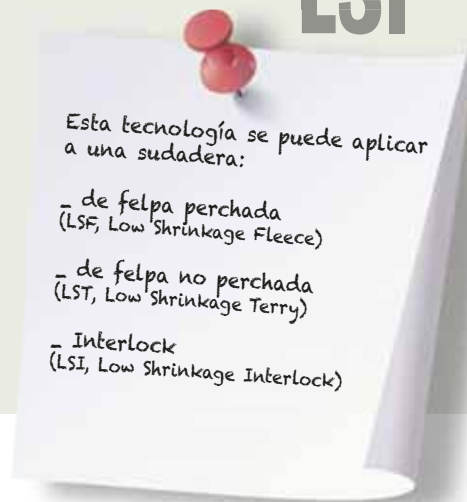 LSI
Esta tecnología se puede aplicar
a una sudadera:
_ de felpa perchada
(LSF, Low Shrinkage Fleece)
_ de felpa no perchada
(LST, Low Shrinkage Terry)
_ Interlock
(LSI, Low Shrinkage Interlock)